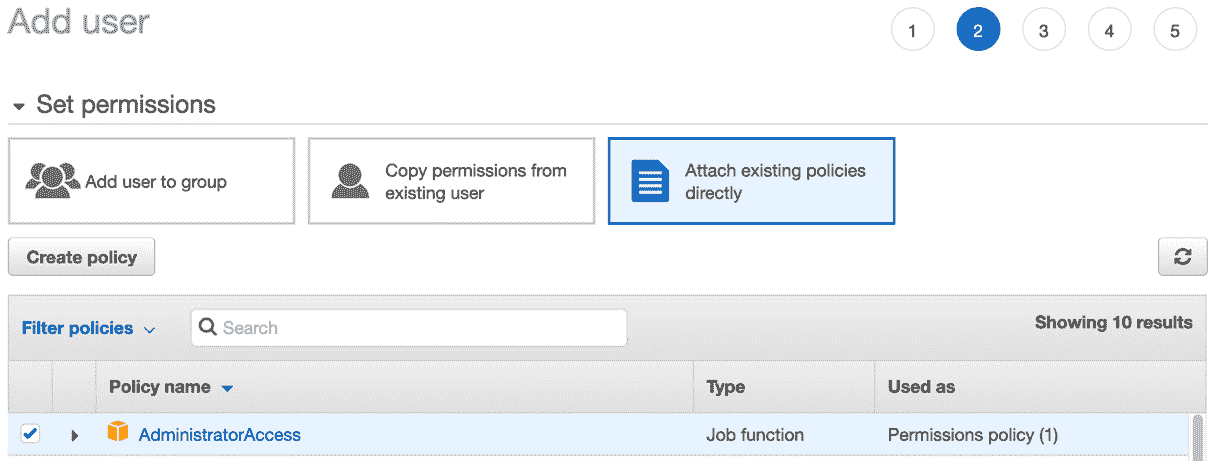 Add user
1 2 3 4 5
Set permissions
Add user to group
Copy permissions from
existing user
Attach existing policies
directly
Create policy
Filter policies
Search
Showing 10 results
Policy name Type Used as
AdministratorAccess Job function Permissions policy (1)